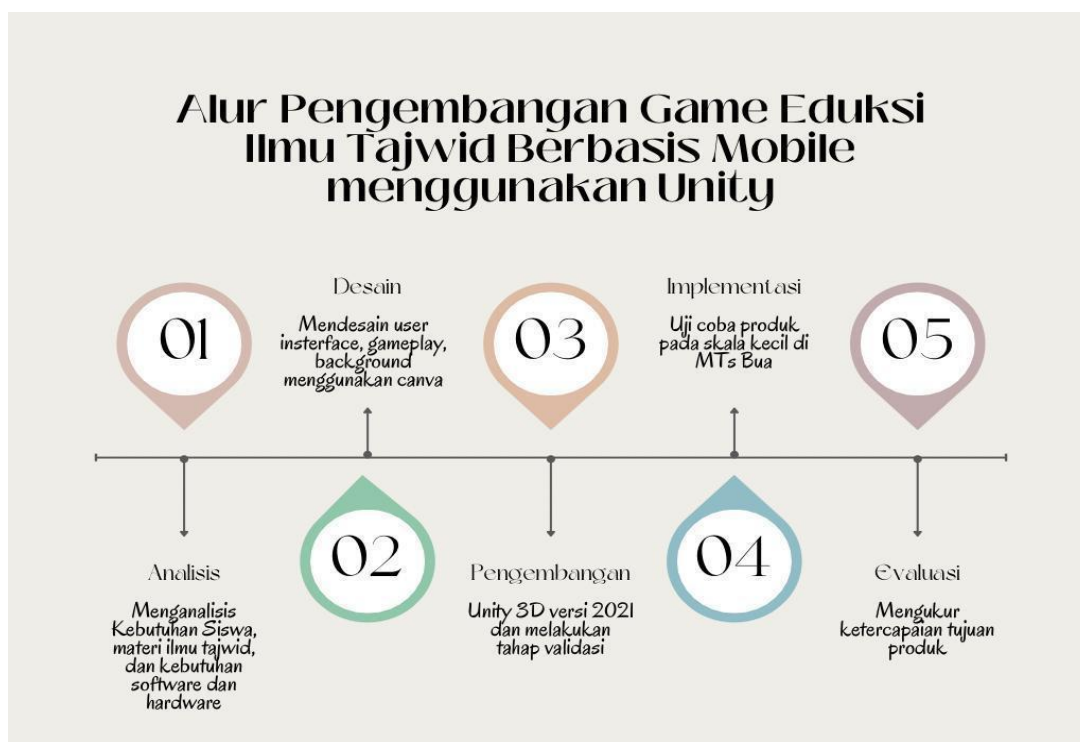 Alur Pengembangan Game Eduksi
Ilmu Tajwid Berbasis Mobile
menggunakan Unity
01
Analisis
Menganalisis
Kebutuhan Siswa,
materi ilmu tajwid,
dan kebutuhan
software dan
hardware
Desain
Mendesain user
insterface, gameplay,
background
menggunakan canva
02
03
Pengembangan
Unity 3D versi 2021
dan melakukan
tahap validasi
Implementasi
Uji coba produk
pada skala kecil di
MTs Bua
04
05
Evaluasi
Mengukur
ketercapaian tujuan
produk